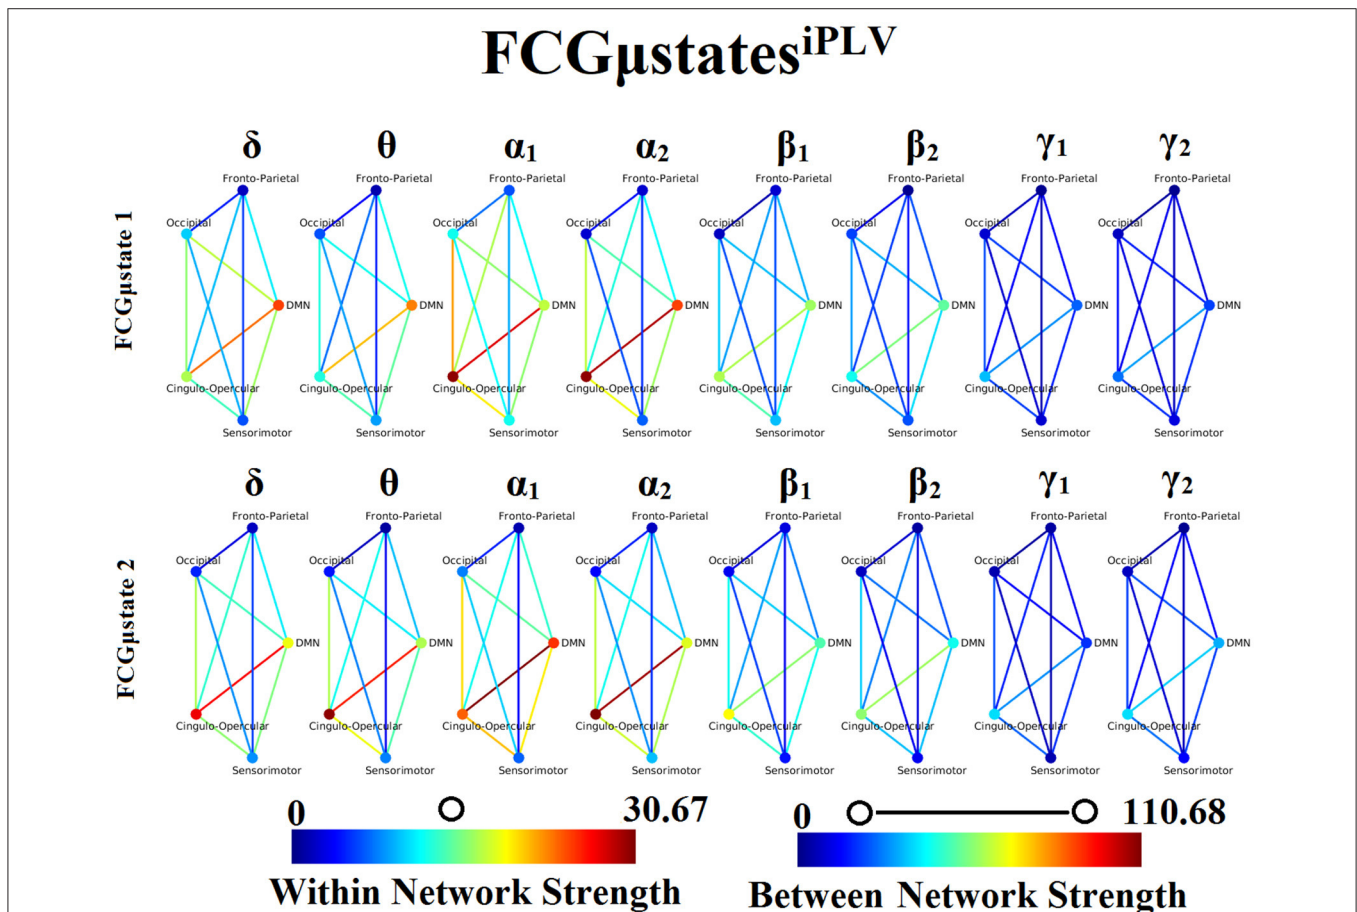 FCGμstates^iPLV
δ θ α1 α2 β1 β2 γ1 γ2
FCGμstate 1
Fronto-Parietal Fronto-Parietal Fronto-Parietal Fronto-Parietal Fronto-Parietal Fronto-Parietal Fronto-Parietal Fronto-Parietal
Occipital Occipital Occipital Occipital Occipital Occipital Occipital Occipital
DMN DMN DMN DMN DMN DMN DMN DMN
Cingulo-Opercular Cingulo-Opercular Cingulo-Opercular Cingulo-Opercular Cingulo-Opercular Cingulo-Opercular Cingulo-Opercular Cingulo-Opercular
Sensorimotor Sensorimotor Sensorimotor Sensorimotor Sensorimotor Sensorimotor Sensorimotor Sensorimotor
δ θ α1 α2 β1 β2 γ1 γ2
FCGμstate 2
Fronto-Parietal Fronto-Parietal Fronto-Parietal Fronto-Parietal Fronto-Parietal Fronto-Parietal Fronto-Parietal Fronto-Parietal
Occipital Occipital Occipital Occipital Occipital Occipital Occipital Occipital
DMN DMN DMN DMN DMN DMN DMN DMN
Cingulo-Opercular Cingulo-Opercular Cingulo-Opercular Cingulo-Opercular Cingulo-Opercular Cingulo-Opercular Cingulo-Opercular Cingulo-Opercular
Sensorimotor Sensorimotor Sensorimotor Sensorimotor Sensorimotor Sensorimotor Sensorimotor Sensorimotor
0 30.67
Within Network Strength
0 110.68
Between Network Strength